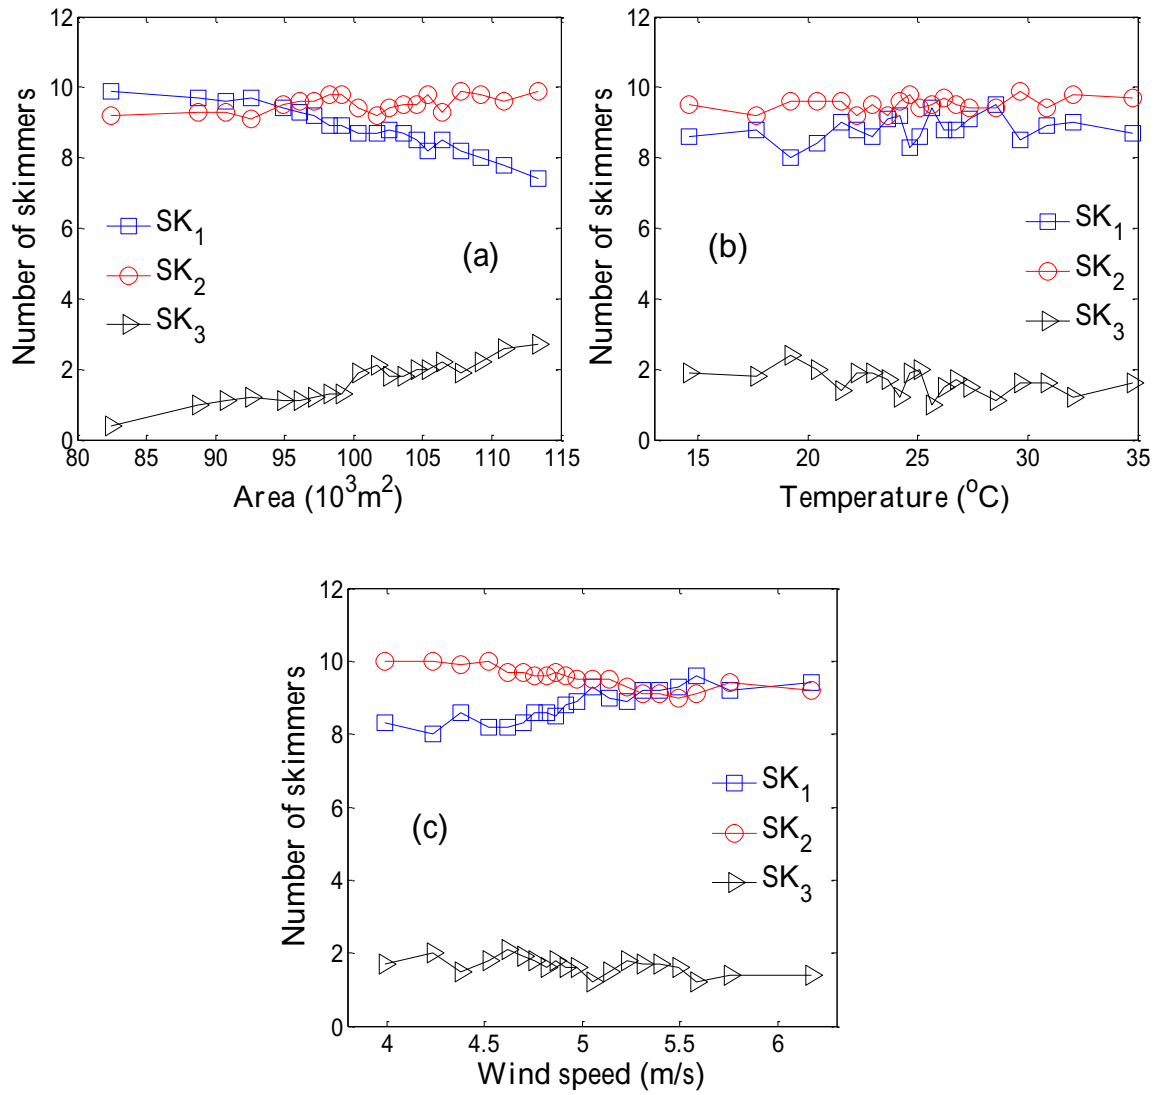 12
10
8
6
4
2
0
Number of skimmers
SK1
SK2
SK3
(a)
80 85 90 95 100 105 110 115
Area (10³m²)
12
10
8
6
4
2
0
Number of skimmers
(b)
SK1
SK2
SK3
15 20 25 30 35
Temperature (°C)
12
10
8
6
4
2
0
Number of skimmers
SK1
SK2
SK3
(c)
4 4.5 5 5.5 6
Wind speed (m/s)